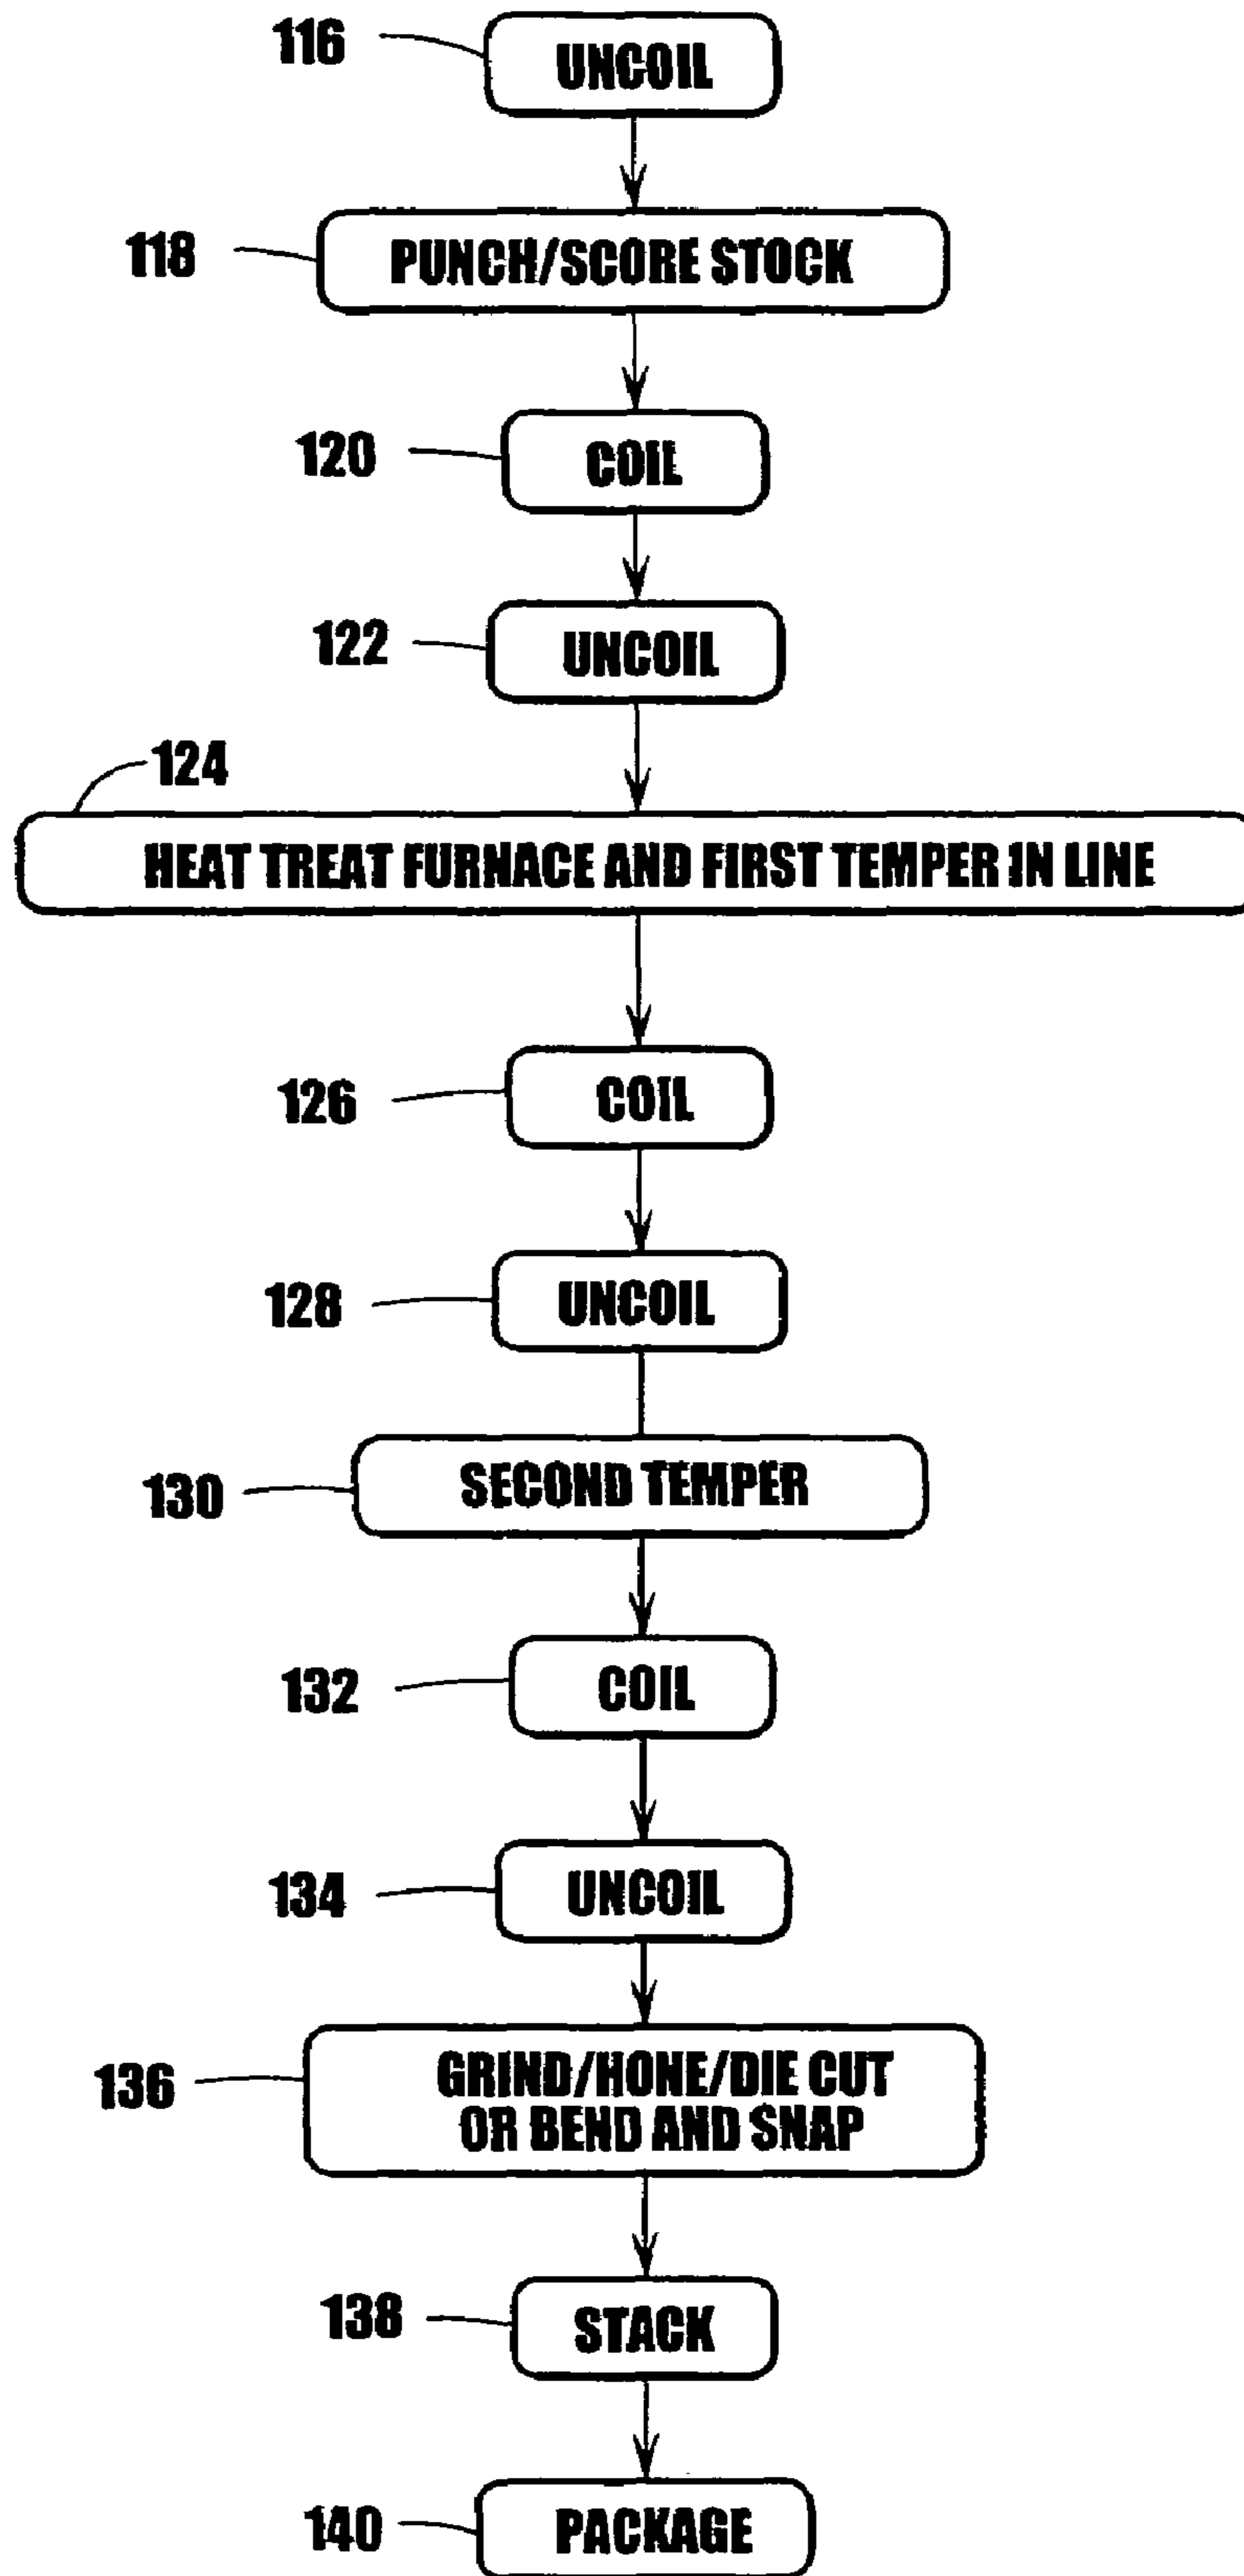 116 UNCOIL
118 PUNCH/SCORE STOCK
120 COIL
122 UNCOIL
124
HEAT TREAT FURNACE AND FIRST TEMPER IN LINE
126 COIL
128 UNCOIL
130 SECOND TEMPER
132 COIL
134 UNCOIL
136 GRIND/HONE/DIE CUT
OR BEND AND SNAP
138 STACK
140 PACKAGE